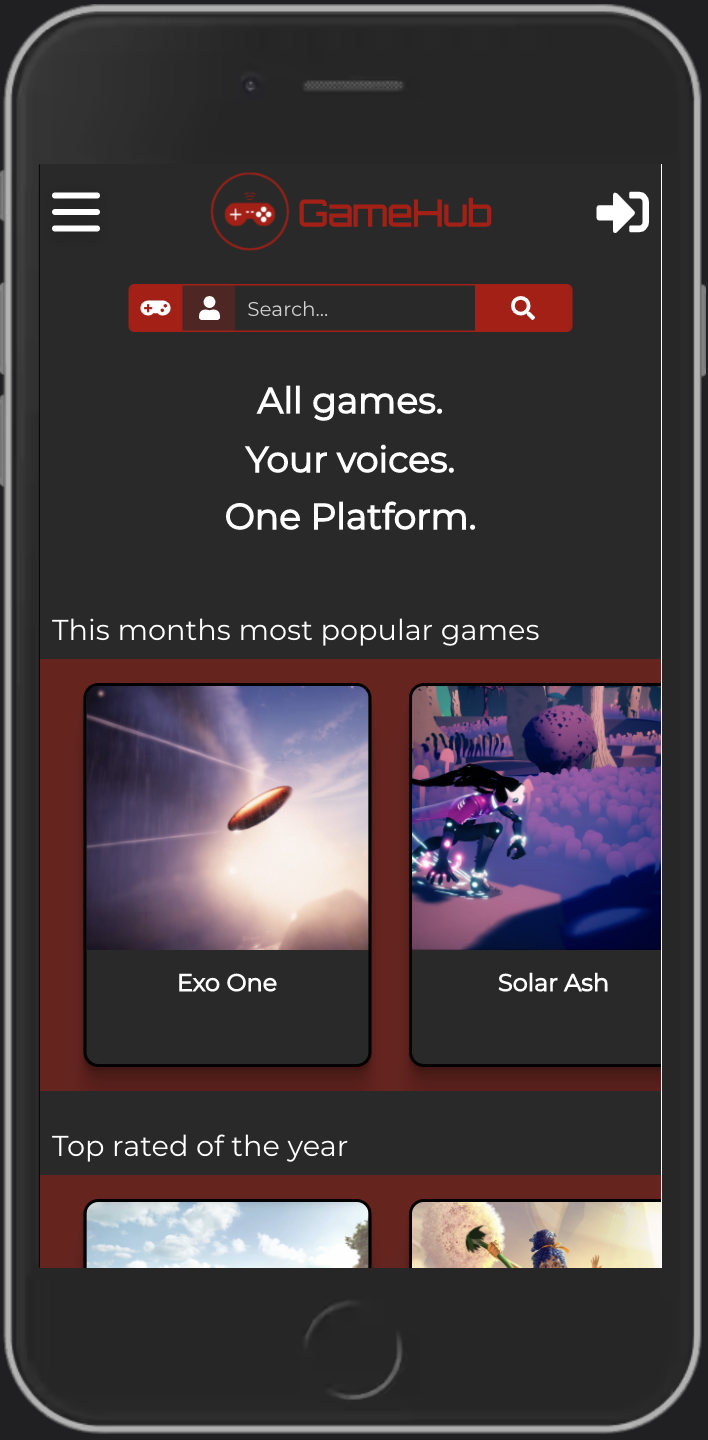 GameHub
Search...
All games.
Your voices.
One Platform.
This months most popular games
Exo One
Solar Ash
Top rated of the year